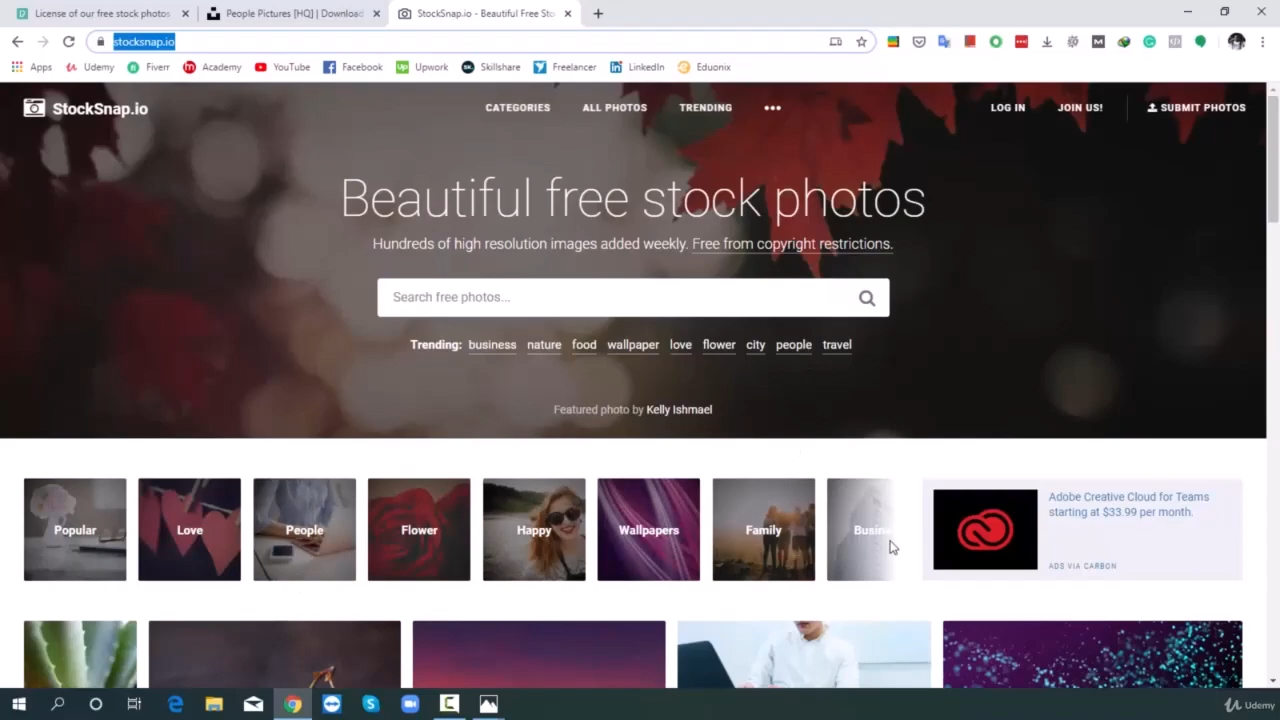 License of our free stock photos
People Pictures [HQ] | Download
StockSnap.io - Beautiful Free Sto
stocksnap.io
Apps Udemy Fiverr Academy YouTube Facebook Upwork Skillshare Freelancer LinkedIn Eduonix
StockSnap.io CATEGORIES ALL PHOTOS TRENDING ••• LOG IN JOIN US! SUBMIT PHOTOS
Beautiful free stock photos
Hundreds of high resolution images added weekly. Free from copyright restrictions.
Search free photos...
Trending: business nature food wallpaper love flower city people travel
Featured photo by Kelly Ishmael
Popular Love People Flower Happy Wallpapers Family Busine
Adobe Creative Cloud for Teams
starting at $33.99 per month.
ADS VIA CARBON
Udemy